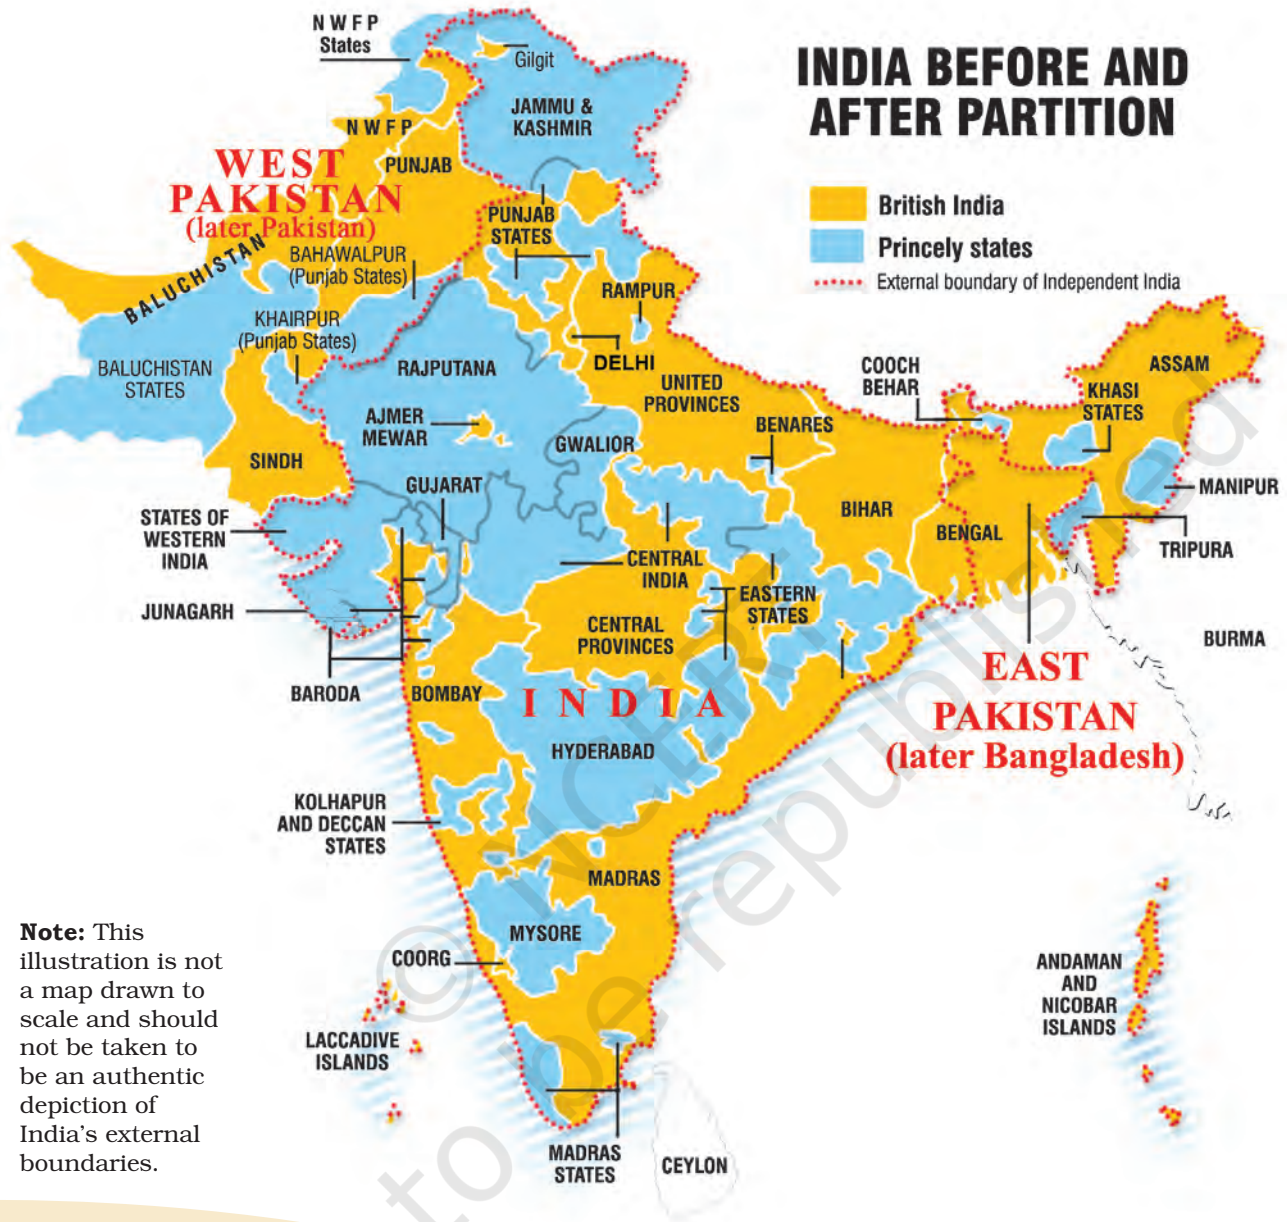 INDIA BEFORE AND
AFTER PARTITION
British India
Princely states
External boundary of Independent India
N W F P
States
Gilgit
JAMMU &
KASHMIR
N W F P
PUNJAB
WEST
PAKISTAN
(later Pakistan)
PUNJAB
STATES
BAHAWALPUR
(Punjab States)
BALUCHISTAN
RAMPUR
KHAIRPUR
(Punjab States)
BALUCHISTAN
STATES
RAJPUTANA
DELHI
UNITED
PROVINCES
COOCH
BEHAR
ASSAM
KHASI
STATES
AJMER
MEWAR
GWALIOR
BENARES
SINDH
GUJARAT
MANIPUR
STATES OF
WESTERN
INDIA
BIHAR
BENGAL
TRIPURA
CENTRAL
INDIA
JUNAGARH
EASTERN
STATES
CENTRAL
PROVINCES
BURMA
EAST
PAKISTAN
(later Bangladesh)
BARODA
BOMBAY
I N D I A
HYDERABAD
KOLHAPUR
AND DECCAN
STATES
MADRAS
MYSORE
COORG
ANDAMAN
AND
NICOBAR
ISLANDS
LACCADIVE
ISLANDS
MADRAS
STATES
CEYLON
Note: This
illustration is not
a map drawn to
scale and should
not be taken to
be an authentic
depiction of
India's external
boundaries.
© NCERT
to be republished